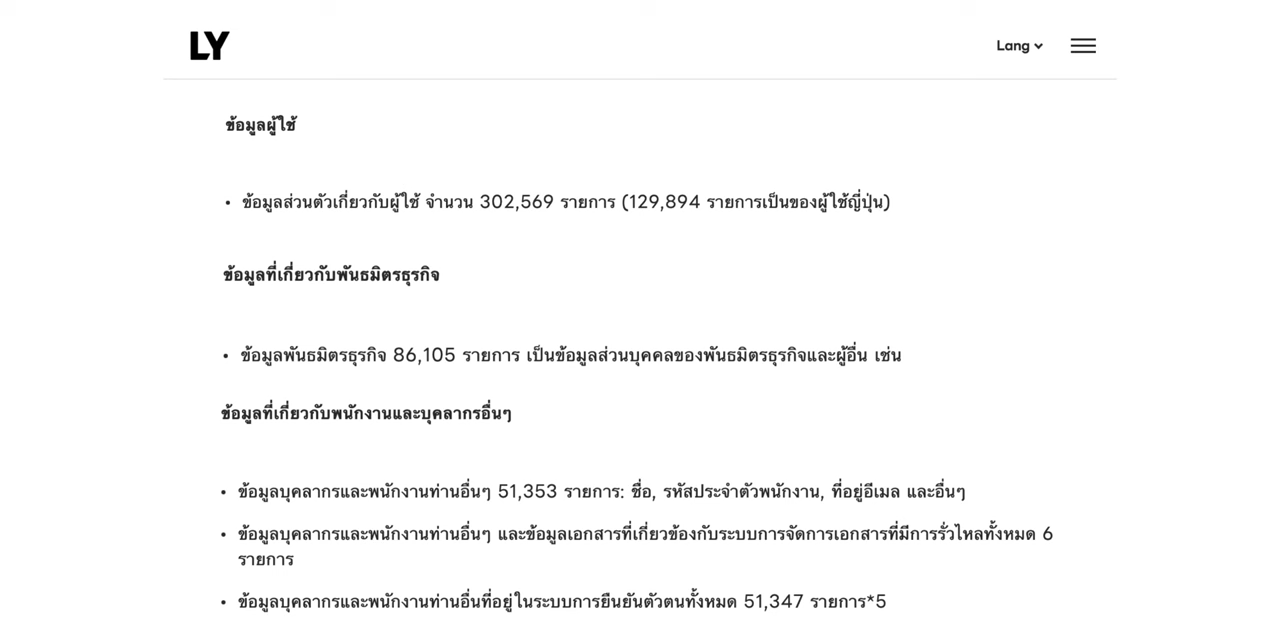 LY
Lang
ข้อมูลผู้ใช้
• ข้อมูลส่วนตัวเกี่ยวกับผู้ใช้ จำนวน 302,569 รายการ (129,894 รายการเป็นของผู้ใช้ญี่ปุ่น)
ข้อมูลที่เกี่ยวกับพันธมิตรธุรกิจ
• ข้อมูลพันธมิตรธุรกิจ 86,105 รายการ เป็นข้อมูลส่วนบุคคลของพันธมิตรธุรกิจและผู้อื่น เช่น
ข้อมูลที่เกี่ยวกับพนักงานและบุคลากรอื่นๆ
• ข้อมูลบุคลากรและพนักงานท่านอื่นๆ 51,353 รายการ: ชื่อ, รหัสประจำตัวพนักงาน, ที่อยู่อีเมล และอื่นๆ
• ข้อมูลบุคลากรและพนักงานท่านอื่นๆ และข้อมูลเอกสารที่เกี่ยวข้องกับระบบการจัดการเอกสารที่มีการรั่วไหลทั้งหมด 6
รายการ
• ข้อมูลบุคลากรและพนักงานท่านอื่นที่อยู่ในระบบการยืนยันตัวตนทั้งหมด 51,347 รายการ*5